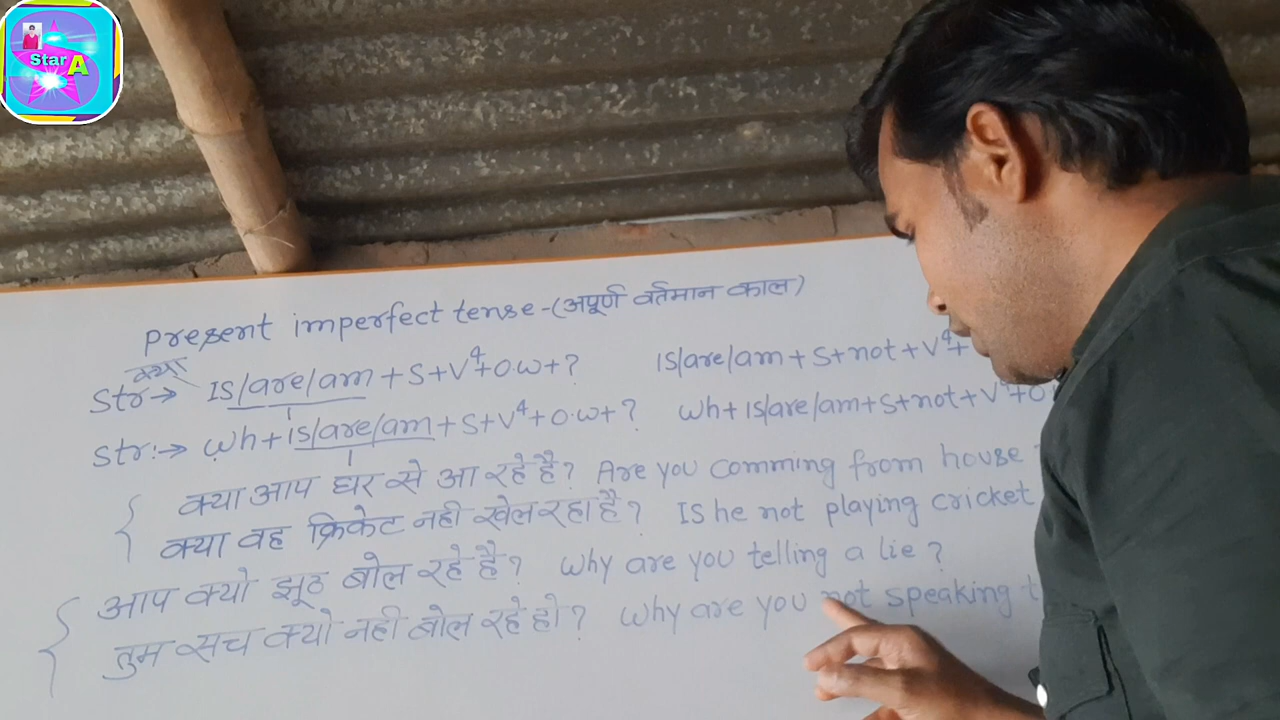 Star A
Present imperfect tense-(अपूर्ण वर्तमान काल)
क्या
Str→ Is/are/am+S+V⁴+O.w+? Is/are/am+S+not+V⁴+
Str:→ Wh+is/are/am+S+V⁴+O.w+? Wh+is/are/am+S+not+V⁴+O
क्या आप घर से आ रहे है? Are you comming from house
क्या वह क्रिकेट नही खेल रहा है? Is he not playing cricket
आप क्यो झूठ बोल रहे है? Why are you telling a lie?
तुम सच क्यो नही बोल रहे हो? Why are you not speaking t